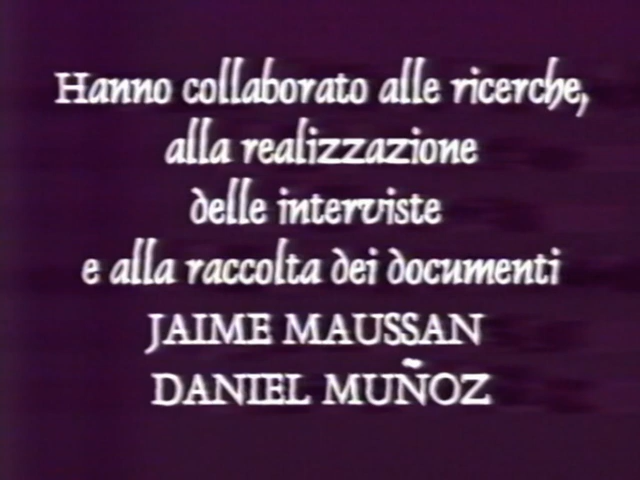 Hanno collaborato alle ricerche,
alla realizzazione
delle interviste
e alla raccolta dei documenti
JAIME MAUSSAN
DANIEL MUÑOZ